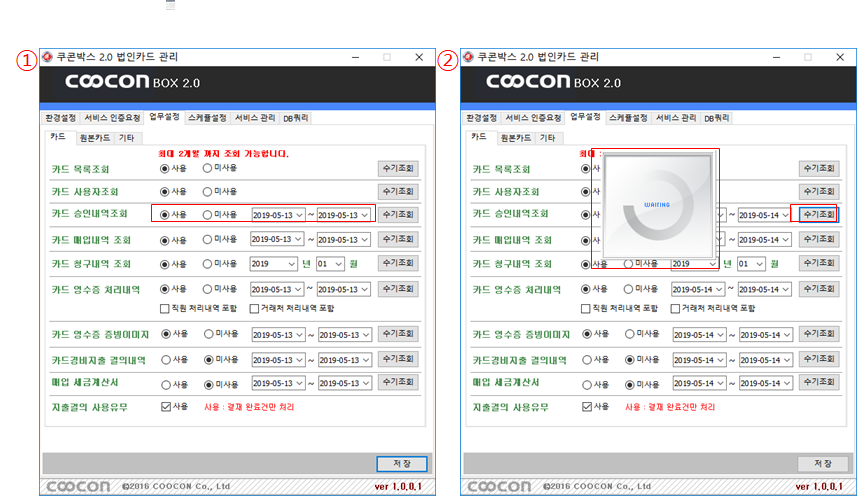 ① 쿠콘박스 2.0 법인카드 관리
COOCON BOX 2.0
환경설정 서비스 인증요청 업무설정 스케쥴설정 서비스 관리 DB쿼리
카드 원본카드 기타
최대 2개월 까지 조회 가능합니다.
카드 목록조회 사용 미사용 수기조회
카드 사용자조회 사용 수기조회
카드 승인내역조회 사용 미사용 2019-05-13 ~ 2019-05-13 수기조회
카드 매입내역 조회 사용 미사용 2019-05-13 ~ 2019-05-13 수기조회
카드 청구내역 조회 사용 미사용 2019 년 01 월 수기조회
카드 영수증 처리내역 사용 미사용 2019-05-13 ~ 2019-05-13 수기조회
직원 처리내역 포함 거래처 처리내역 포함
카드 영수증 증빙이미지 사용 미사용 2019-05-13 ~ 2019-05-13 수기조회
카드경비지출 결의내역 사용 미사용 2019-05-13 ~ 2019-05-13 수기조회
매입 세금계산서 사용 미사용 2019-05-13 ~ 2019-05-13 수기조회
지출결의 사용유무 사용 사용 : 결재 완료건만 처리
저장
COOCON ©2016 COOCON Co., Ltd ver 1.0.0.1
② 쿠콘박스 2.0 법인카드 관리
COOCON BOX 2.0
환경설정 서비스 인증요청 업무설정 스케쥴설정 서비스 관리 DB쿼리
카드 원본카드 기타
최대
카드 목록조회 사 수기조회
카드 사용자조회 사 수기조회
WAITING
카드 승인내역조회 사 2019-05-14 수기조회
카드 매입내역 조회 사 ~ 2019-05-14 수기조회
카드 청구내역 조회 사용 미사용 2019 년 01 월 수기조회
카드 영수증 처리내역 사용 미사용 2019-05-14 ~ 2019-05-14 수기조회
직원 처리내역 포함 거래처 처리내역 포함
카드 영수증 증빙이미지 사용 미사용 2019-05-14 ~ 2019-05-14 수기조회
카드경비지출 결의내역 사용 미사용 2019-05-14 ~ 2019-05-14 수기조회
매입 세금계산서 사용 미사용 2019-05-14 ~ 2019-05-14 수기조회
지출결의 사용유무 사용 사용 : 결재 완료건만 처리
저장
COOCON ©2016 COOCON Co., Ltd ver 1.0.0.1